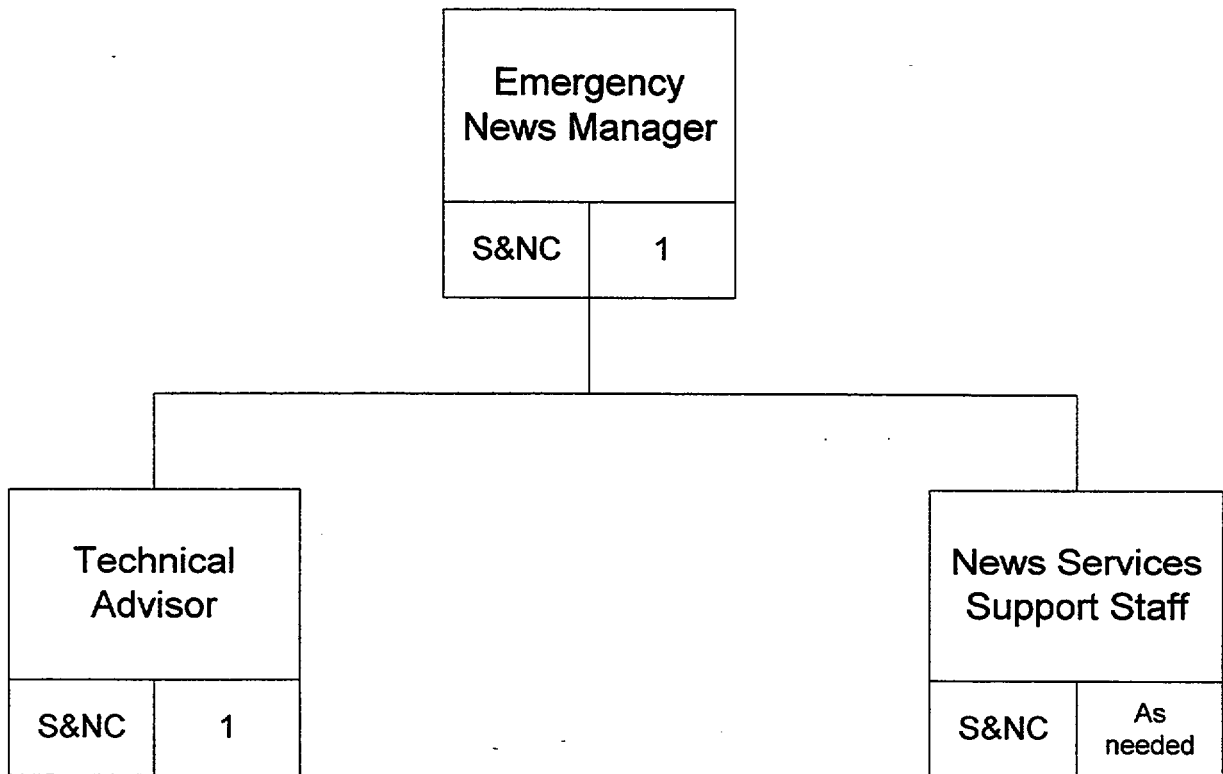 Emergency
News Manager
S&NC 1
Technical
Advisor
S&NC 1
News Services
Support Staff
S&NC As
needed